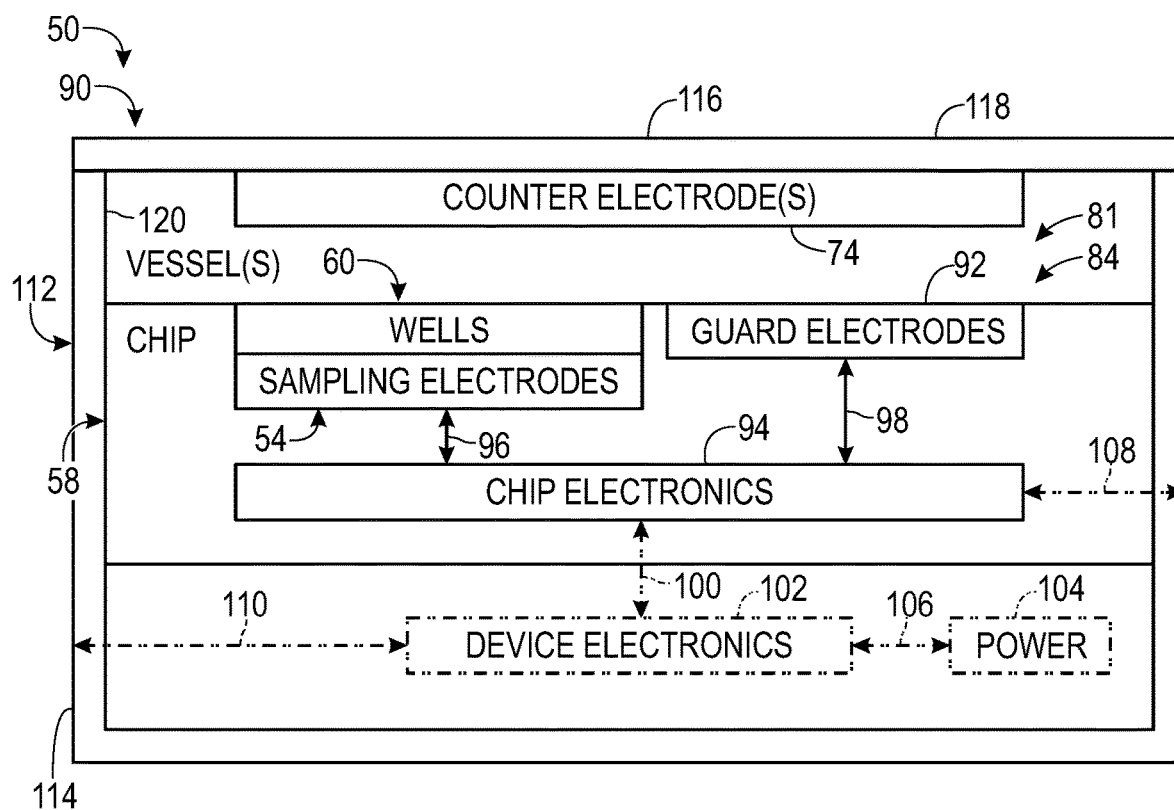 50
90
116
118
COUNTER ELECTRODE(S)
120
74
81
VESSEL(S)
60
92
84
112
CHIP
WELLS
GUARD ELECTRODES
SAMPLING ELECTRODES
54
96
94
98
58
CHIP ELECTRONICS
108
100
102
104
110
106
DEVICE ELECTRONICS
POWER
114